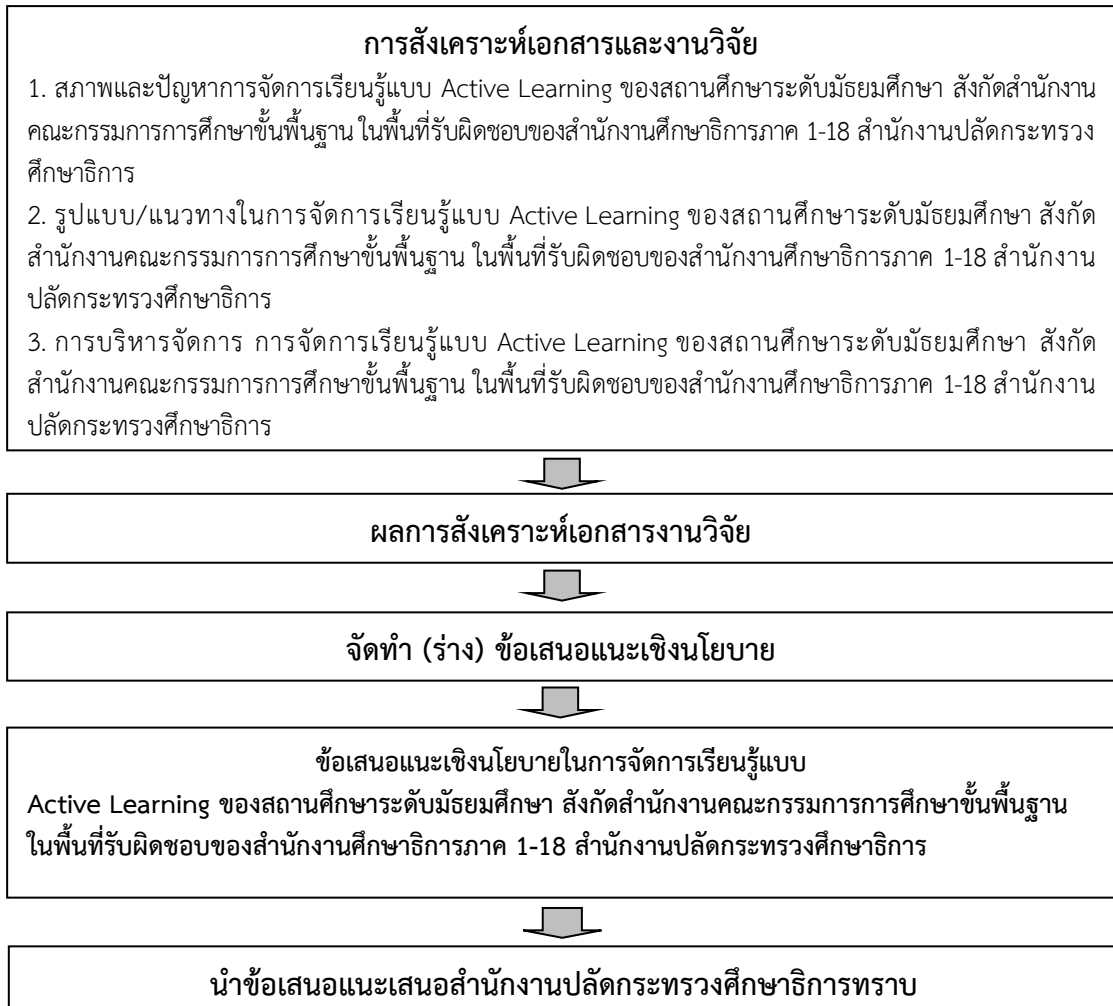 การสังเคราะห์เอกสารและงานวิจัย
1. สภาพและปัญหาการจัดการเรียนรู้แบบ Active Learning ของสถานศึกษาระดับมัธยมศึกษา สังกัดสำนักงาน
คณะกรรมการการศึกษาขั้นพื้นฐาน ในพื้นที่รับผิดชอบของสำนักงานศึกษาธิการภาค 1-18 สำนักงานปลัดกระทรวง
ศึกษาธิการ
2. รูปแบบ/แนวทางในการจัดการเรียนรู้แบบ Active Learning ของสถานศึกษาระดับมัธยมศึกษา สังกัด
สำนักงานคณะกรรมการการศึกษาขั้นพื้นฐาน ในพื้นที่รับผิดชอบของสำนักงานศึกษาธิการภาค 1-18 สำนักงาน
ปลัดกระทรวงศึกษาธิการ
3. การบริหารจัดการ การจัดการเรียนรู้แบบ Active Learning ของสถานศึกษาระดับมัธยมศึกษา สังกัด
สำนักงานคณะกรรมการการศึกษาขั้นพื้นฐาน ในพื้นที่รับผิดชอบของสำนักงานศึกษาธิการภาค 1-18 สำนักงาน
ปลัดกระทรวงศึกษาธิการ
ผลการสังเคราะห์เอกสารงานวิจัย
จัดทำ (ร่าง) ข้อเสนอแนะเชิงนโยบาย
ข้อเสนอแนะเชิงนโยบายในการจัดการเรียนรู้แบบ
Active Learning ของสถานศึกษาระดับมัธยมศึกษา สังกัดสำนักงานคณะกรรมการการศึกษาขั้นพื้นฐาน
ในพื้นที่รับผิดชอบของสำนักงานศึกษาธิการภาค 1-18 สำนักงานปลัดกระทรวงศึกษาธิการ
นำข้อเสนอแนะเสนอสำนักงานปลัดกระทรวงศึกษาธิการทราบ